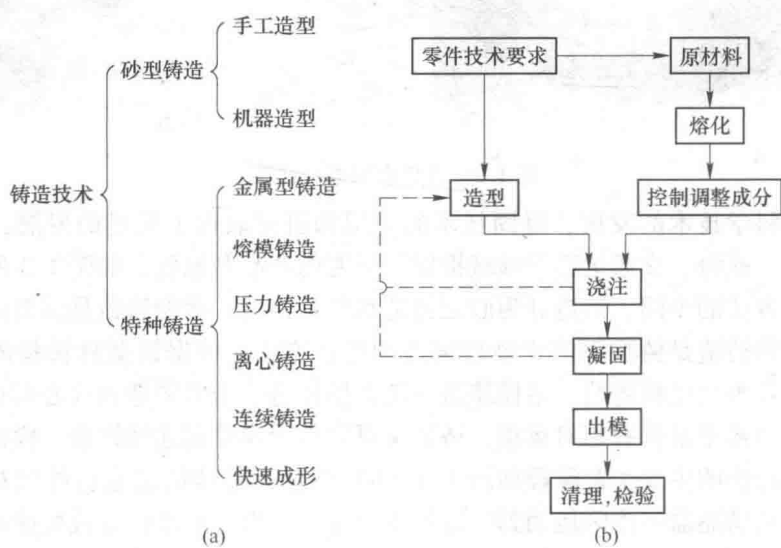 铸造技术
砂型铸造
手工造型
机器造型
特种铸造
金属型铸造
熔模铸造
压力铸造
离心铸造
连续铸造
快速成形
(a)
零件技术要求
原材料
熔化
造型
控制调整成分
浇注
凝固
出模
清理,检验
(b)